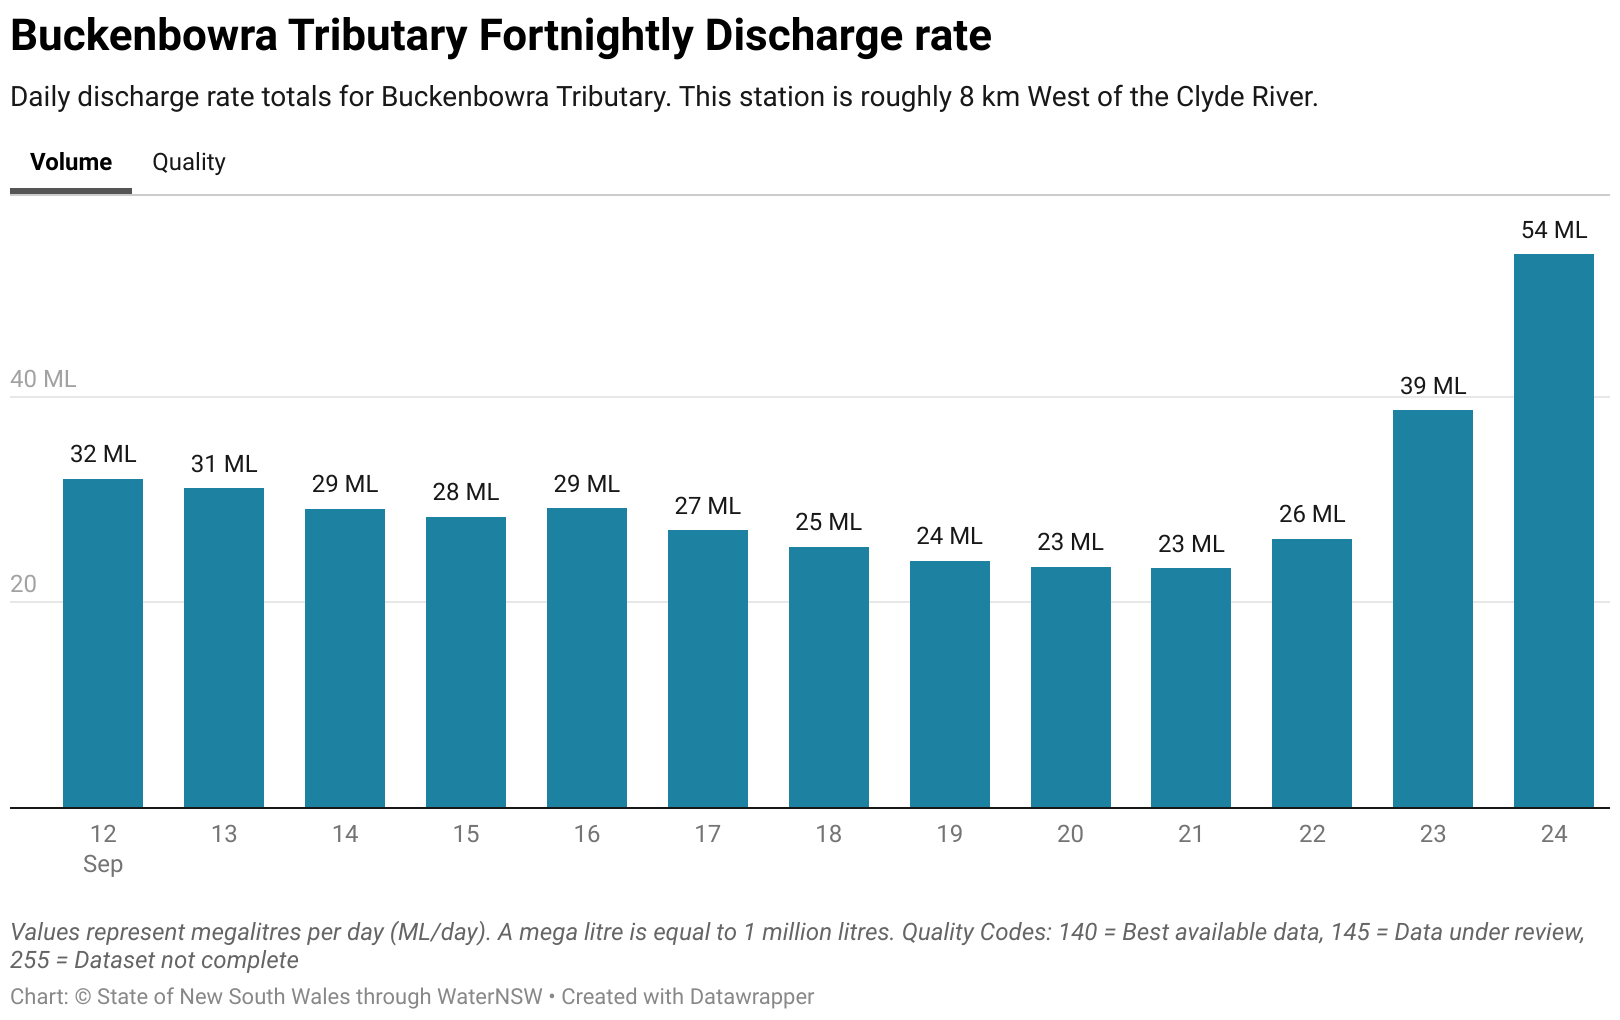 Buckenbowra Tributary Fortnightly Discharge rate
Daily discharge rate totals for Buckenbowra Tributary. This station is roughly 8 km West of the Clyde River.
Volume Quality
54 ML
40 ML
39 ML
32 ML
31 ML
29 ML
28 ML
29 ML
27 ML
25 ML
24 ML
23 ML
23 ML
26 ML
20
12 13 14 15 16 17 18 19 20 21 22 23 24
Sep
Values represent megalitres per day (ML/day). A mega litre is equal to 1 million litres. Quality Codes: 140 = Best available data, 145 = Data under review,
255 = Dataset not complete
Chart: © State of New South Wales through WaterNSW • Created with Datawrapper